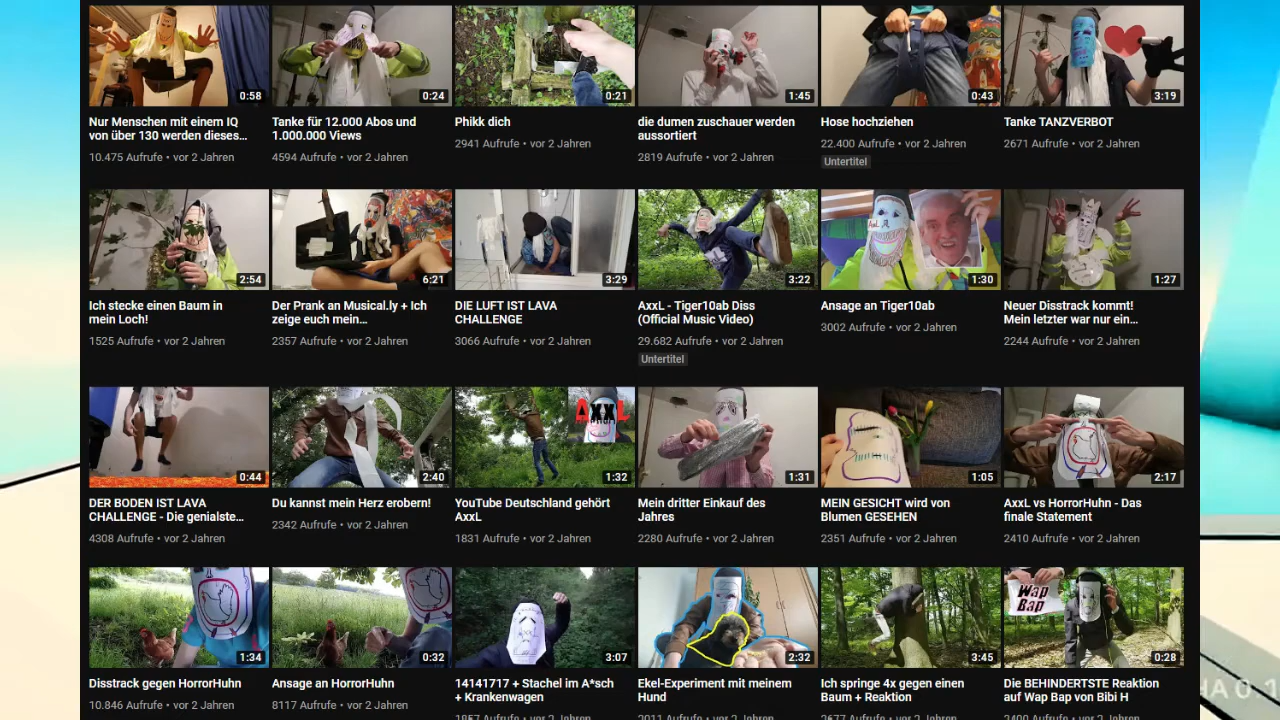 0:58
0:24
0:21
1:45
0:43
3:19
Nur Menschen mit einem IQ
von über 130 werden dieses...
10.475 Aufrufe • vor 2 Jahren
Tanke für 12.000 Abos und
1.000.000 Views
4594 Aufrufe • vor 2 Jahren
Phikk dich
2941 Aufrufe • vor 2 Jahren
die dumen zuschauer werden
aussortiert
2819 Aufrufe • vor 2 Jahren
Hose hochziehen
22.400 Aufrufe • vor 2 Jahren
Untertitel
Tanke TANZVERBOT
2671 Aufrufe • vor 2 Jahren
2:54
6:21
3:29
3:22
1:30
1:27
Ich stecke einen Baum in
mein Loch!
1525 Aufrufe • vor 2 Jahren
Der Prank an Musical.ly + Ich
zeige euch mein...
2357 Aufrufe • vor 2 Jahren
DIE LUFT IST LAVA
CHALLENGE
3066 Aufrufe • vor 2 Jahren
AxxL - Tiger10ab Diss
(Official Music Video)
29.682 Aufrufe • vor 2 Jahren
Untertitel
Ansage an Tiger10ab
3002 Aufrufe • vor 2 Jahren
Neuer Disstrack kommt!
Mein letzter war nur ein...
2244 Aufrufe • vor 2 Jahren
0:44
2:40
AxxL
1:32
1:31
1:05
2:17
DER BODEN IST LAVA
CHALLENGE - Die genialste...
4308 Aufrufe • vor 2 Jahren
Du kannst mein Herz erobern!
2342 Aufrufe • vor 2 Jahren
YouTube Deutschland gehört
AxxL
1831 Aufrufe • vor 2 Jahren
Mein dritter Einkauf des
Jahres
2280 Aufrufe • vor 2 Jahren
MEIN GESICHT wird von
Blumen GESEHEN
2351 Aufrufe • vor 2 Jahren
AxxL vs HorrorHuhn - Das
finale Statement
2410 Aufrufe • vor 2 Jahren
1:34
0:32
3:07
2:32
3:45
Wap
Bap
0:28
Disstrack gegen HorrorHuhn
10.846 Aufrufe • vor 2 Jahren
Ansage an HorrorHuhn
8117 Aufrufe • vor 2 Jahren
14141717 + Stachel im A*sch
+ Krankenwagen
Ekel-Experiment mit meinem
Hund
Ich springe 4x gegen einen
Baum + Reaktion
Die BEHINDERTSTE Reaktion
auf Wap Bap von Bibi H